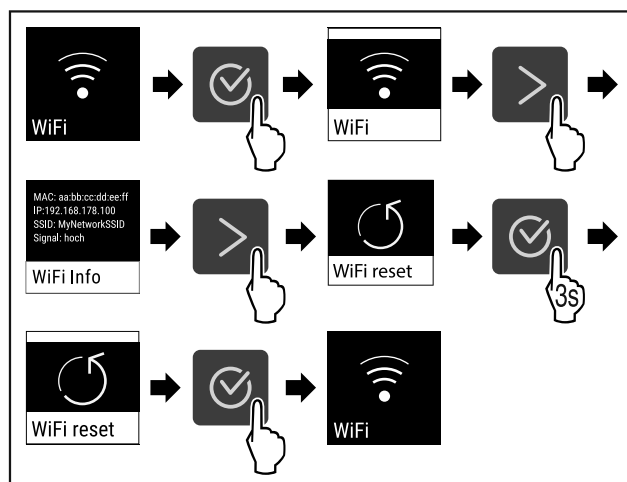 WiFi
WiFi
MAC: aa:bb:cc:dd:ee:ff
IP:192.168.178.100
SSID: MyNetworkSSID
Signal: hoch
WiFi Info
WiFi reset
3s
WiFi reset
WiFi